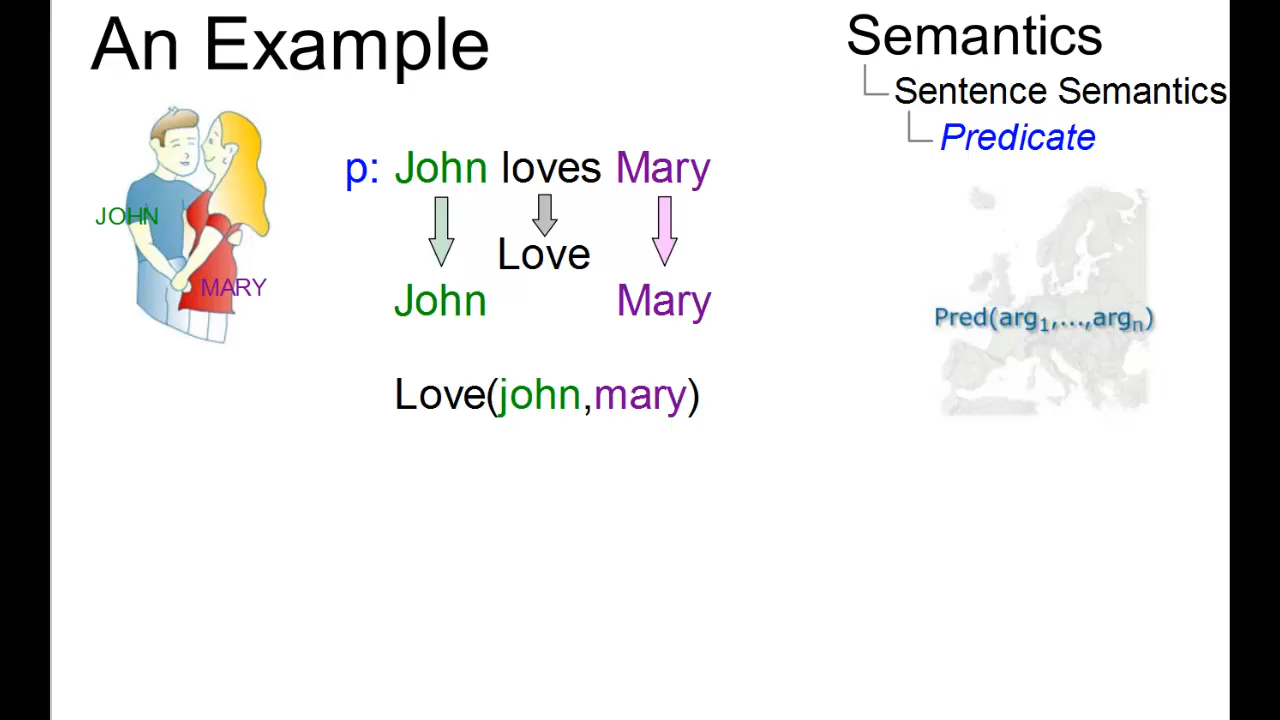 An Example
Semantics
Sentence Semantics
Predicate
JOHN
MARY
p: John loves Mary
Love
John Mary
Love(john,mary)
Pred(arg1,...,argn)